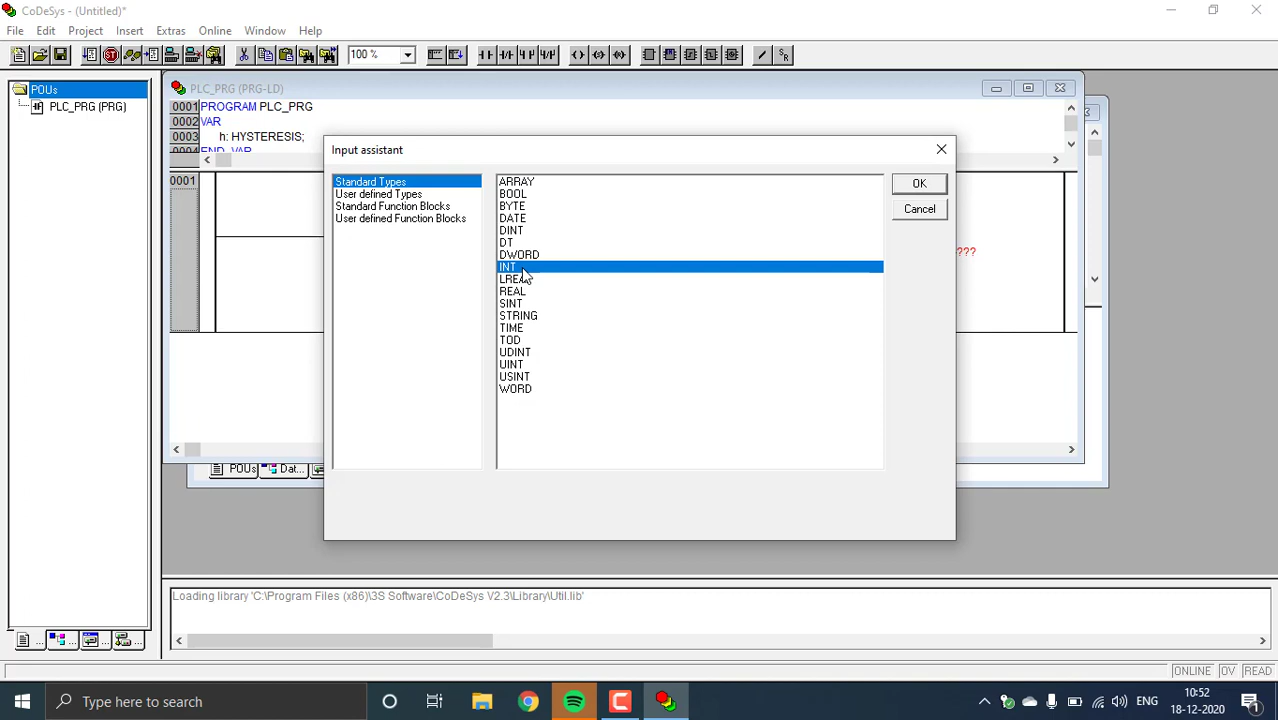 CoDeSys - (Untitled)*
File Edit Project Insert Extras Online Window Help
100 %
POUs
PLC_PRG (PRG)
PLC_PRG (PRG-LD)
0001 PROGRAM PLC_PRG
0002 VAR
0003 h: HYSTERESIS;
0004 END_VAR
0001
???
Input assistant
Standard Types
User defined Types
Standard Function Blocks
User defined Function Blocks
ARRAY
BOOL
BYTE
DATE
DINT
DT
DWORD
INT
LREAL
REAL
SINT
STRING
TIME
TOD
UDINT
UINT
USINT
WORD
OK
Cancel
POUs Dat...
Loading library 'C:\Program Files (x86)\3S Software\CoDeSys V2.3\Library\Util.lib'
... ... ... ...
ONLINE OV READ
Type here to search
ENG
10:52
18-12-2020
1